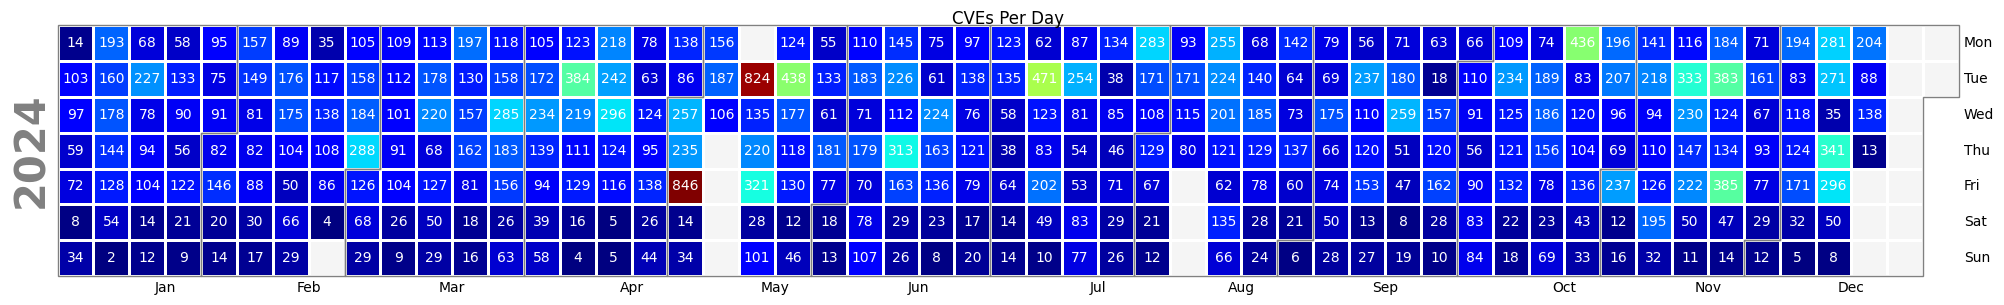 CVEs Per Day
14 193 68 58 95 157 89 35 105 109 113 197 118 105 123 218 78 138 156 124 55 110 145 75 97 123 62 87 134 283 93 255 68 142 79 56 71 63 66 109 74 436 196 141 116 184 71 194 281 204 Mon
103 160 227 133 75 149 176 117 158 112 178 130 158 172 384 242 63 86 187 824 438 133 183 226 61 138 135 471 254 38 171 171 224 140 64 69 237 180 18 110 234 189 83 207 218 333 383 161 83 271 88 Tue
97 178 78 90 91 81 175 138 184 101 220 157 285 234 219 296 124 257 106 135 177 61 71 112 224 76 58 123 81 85 108 115 201 185 73 175 110 259 157 91 125 186 120 96 94 230 124 67 118 35 138 Wed
59 144 94 56 82 82 104 108 288 91 68 162 183 139 111 124 95 235 220 118 181 179 313 163 121 38 83 54 46 129 80 121 129 137 66 120 51 120 56 121 156 104 69 110 147 134 93 124 341 13 Thu
72 128 104 122 146 88 50 86 126 104 127 81 156 94 129 116 138 846 321 130 77 70 163 136 79 64 202 53 71 67 62 78 60 74 153 47 162 90 132 78 136 237 126 222 385 77 171 296 Fri
8 54 14 21 20 30 66 4 68 26 50 18 26 39 16 5 26 14 28 12 18 78 29 23 17 14 49 83 29 21 135 28 21 50 13 8 28 83 22 23 43 12 195 50 47 29 32 50 Sat
34 2 12 9 14 17 29 29 9 29 16 63 58 4 5 44 34 101 46 13 107 26 8 20 14 10 77 26 12 66 24 6 28 27 19 10 84 18 69 33 16 32 11 14 12 5 8 Sun
Jan Feb Mar Apr May Jun Jul Aug Sep Oct Nov Dec
2024